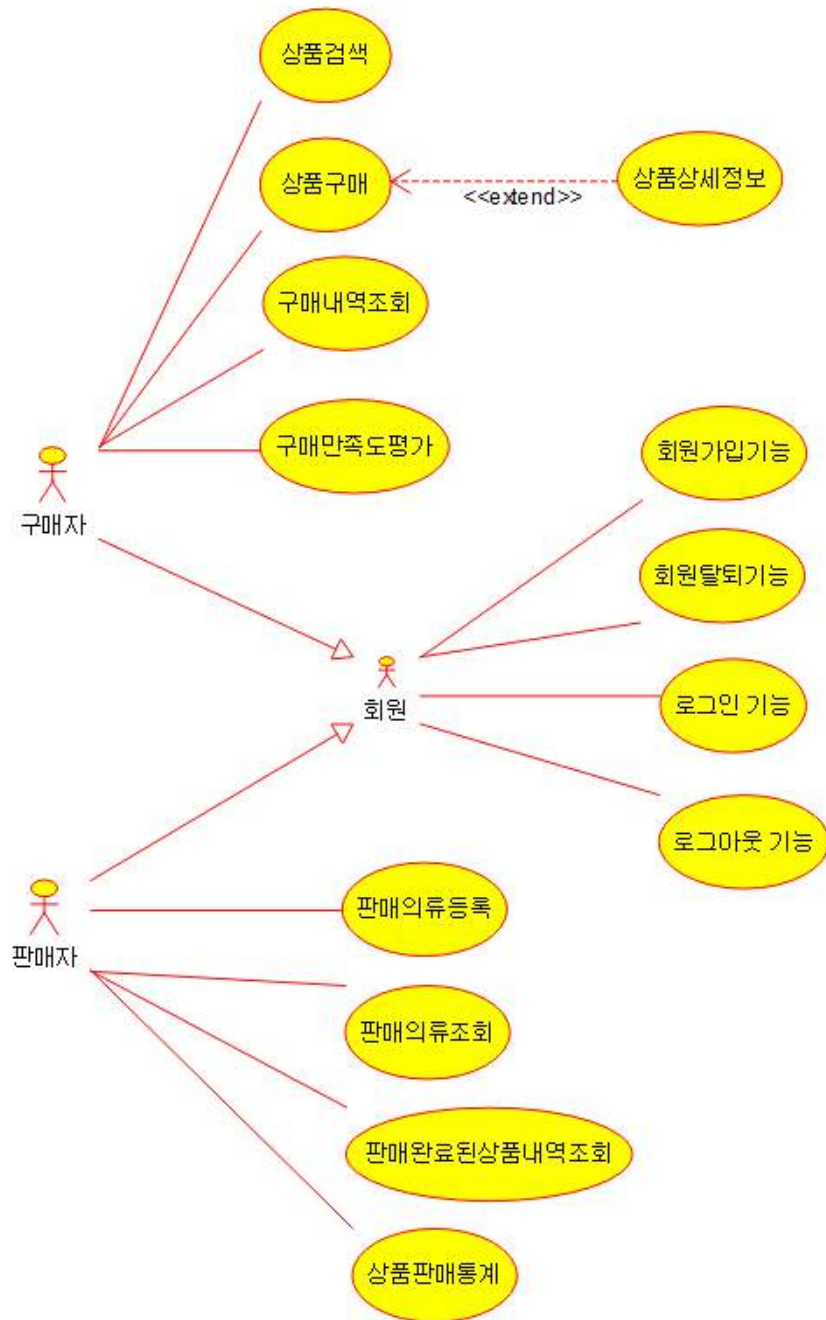 상품검색
상품구매
<<extend>>
상품상세정보
구매내역조회
구매만족도평가
구매자
회원가입기능
회원탈퇴기능
회원
로그인 기능
로그아웃 기능
판매자
판매의류등록
판매의류조회
판매완료된상품내역조회
상품판매통계